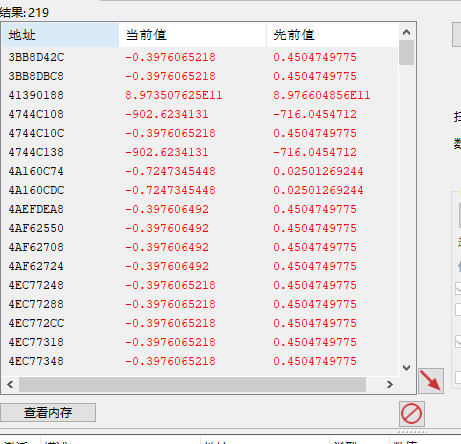 结果: 219
地址 当前值 先前值
3BB8D42C -0.3976065218 0.4504749775
3BB8DBC8 -0.3976065218 0.4504749775
41390188 8.973507625E11 8.976604856E11
4744C108 -902.6234131 -716.0454712
4744C10C -0.3976065218 0.4504749775
4744C138 -902.6234131 -716.0454712
4A160C74 -0.7247345448 0.02501269244
4A160CDC -0.7247345448 0.02501269244
4AEFDEA8 -0.397606492 0.4504749775
4AF62550 -0.397606492 0.4504749775
4AF62708 -0.397606492 0.4504749775
4AF62724 -0.397606492 0.4504749775
4EC77248 -0.3976065218 0.4504749775
4EC77288 -0.3976065218 0.4504749775
4EC772CC -0.3976065218 0.4504749775
4EC77318 -0.3976065218 0.4504749775
4EC77348 -0.3976065218 0.4504749775
查看内存